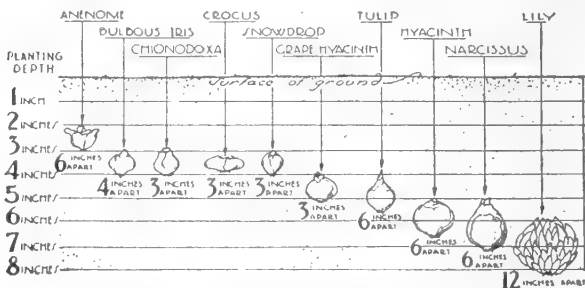 ANENOME CROCUS TULIP LILY
BULBOUS IRIS SNOWDROP HYACINTH
CHIONODOXA GRAPE HYACINTH NARCISSUS
PLANTING
DEPTH
Surface of ground
1 INCH
2 INCHES
3 INCHES
6 INCHES APART
4 INCHES
4 INCHES APART
3 INCHES APART
3 INCHES APART
3 INCHES APART
5 INCHES
3 INCHES APART
6 INCHES APART
6 INCHES
7 INCHES
6 INCHES APART
6 INCHES APART
8 INCHES
12 INCHES APART